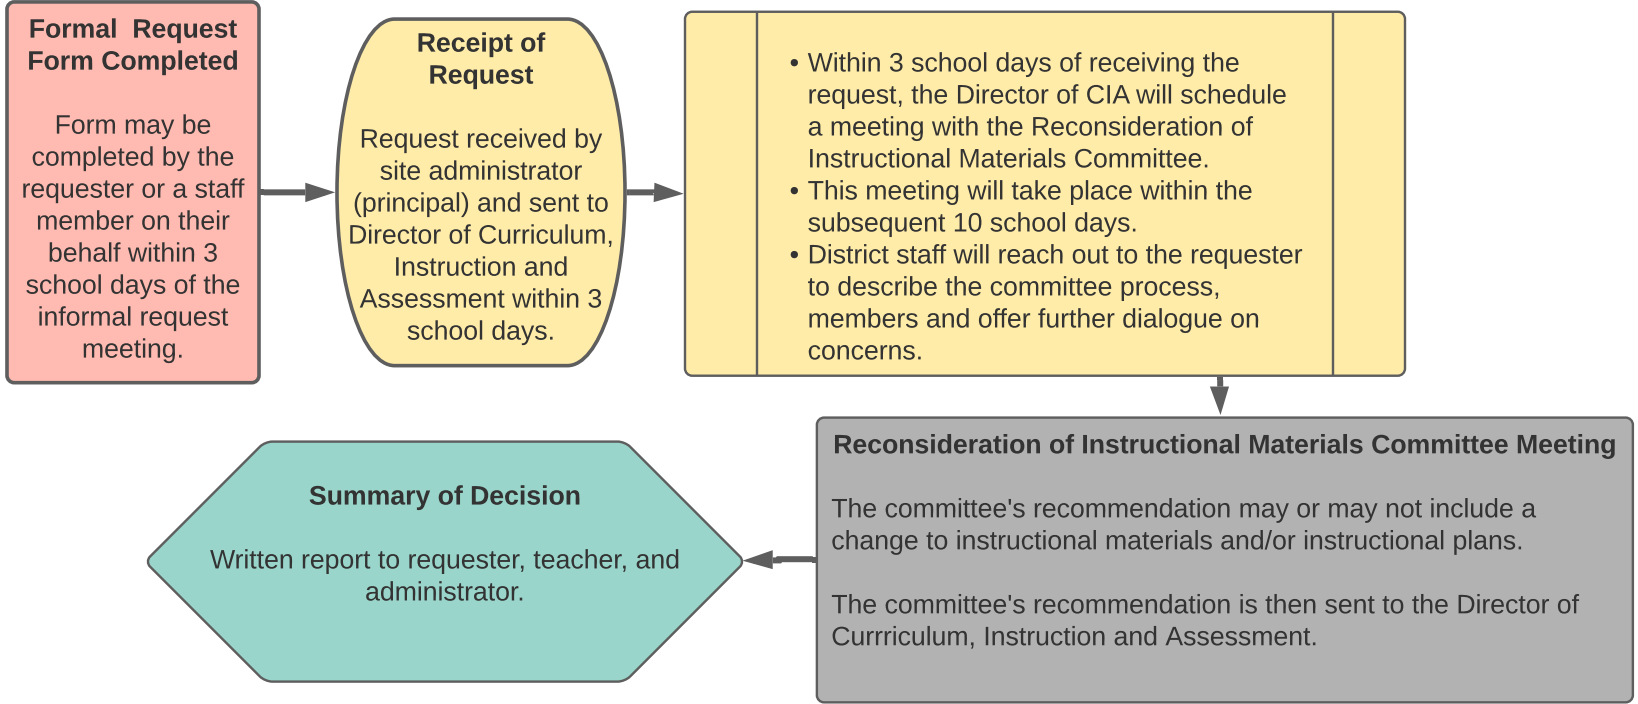 Formal  Request
Form Completed
Form may be
completed by the
requester or a staff
member on their
behalf within 3
school days of the
informal request
meeting.
Receipt of
Request
Request received by
site administrator
(principal) and sent to
Director of Curriculum,
Instruction and
Assessment within 3
school days.
• Within 3 school days of receiving the
request, the Director of CIA will schedule
a meeting with the Reconsideration of
Instructional Materials Committee.
• This meeting will take place within the
subsequent 10 school days.
• District staff will reach out to the requester
to describe the committee process,
members and offer further dialogue on
concerns.
Reconsideration of Instructional Materials Committee Meeting
The committee's recommendation may or may not include a
change to instructional materials and/or instructional plans.
The committee's recommendation is then sent to the Director of
Currriculum, Instruction and Assessment.
Summary of Decision
Written report to requester, teacher, and
administrator.